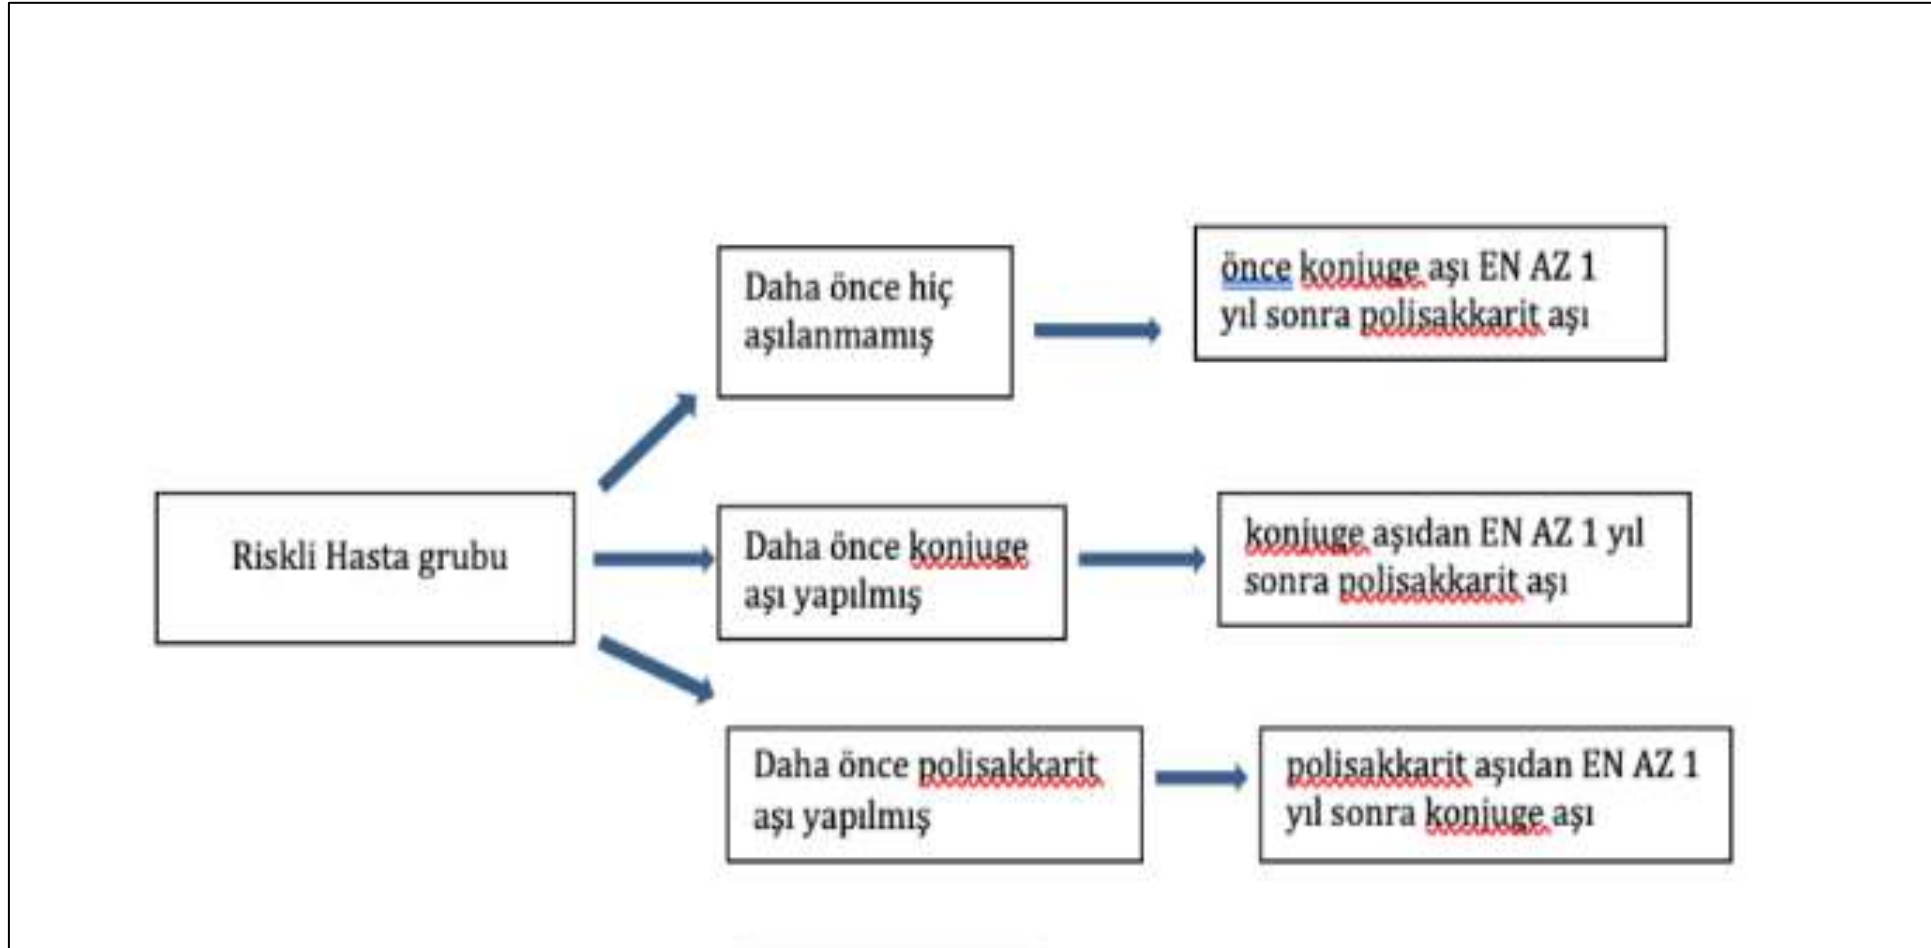 Daha önce hiç
aşılanmamış
önce konjuge aşı EN AZ 1
yıl sonra polisakkarit aşı
Riskli Hasta grubu
Daha önce konjuge
aşı yapılmış
konjuge aşıdan EN AZ 1 yıl
sonra polisakkarit aşı
Daha önce polisakkarit
aşı yapılmış
polisakkarit aşıdan EN AZ 1
yıl sonra konjuge aşı